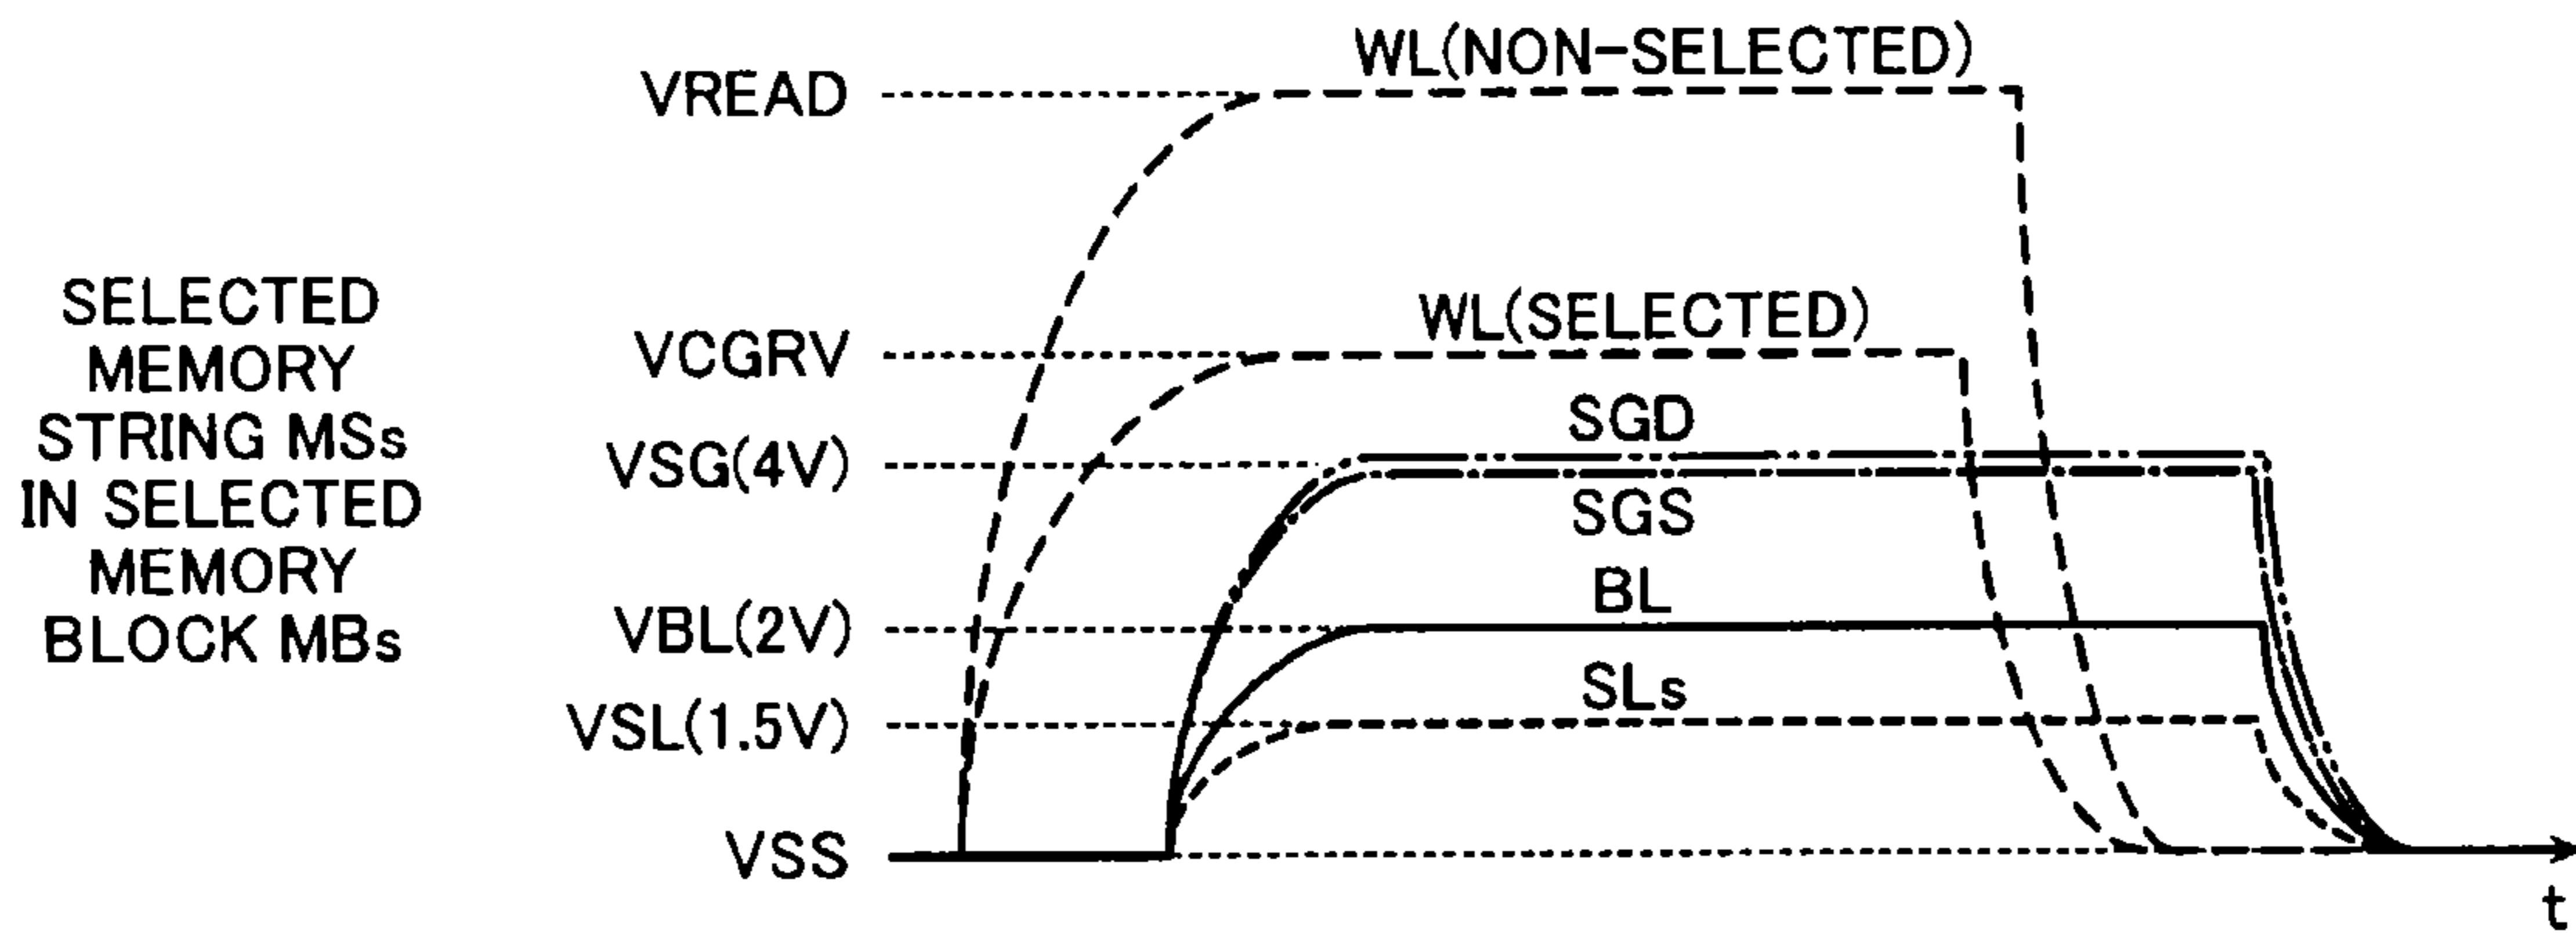 SELECTED
MEMORY
STRING MSs
IN SELECTED
MEMORY
BLOCK MBs
VREAD
VCGRV
VSG(4V)
VBL(2V)
VSL(1.5V)
VSS
WL(NON-SELECTED)
WL(SELECTED)
SGD
SGS
BL
SLs
t